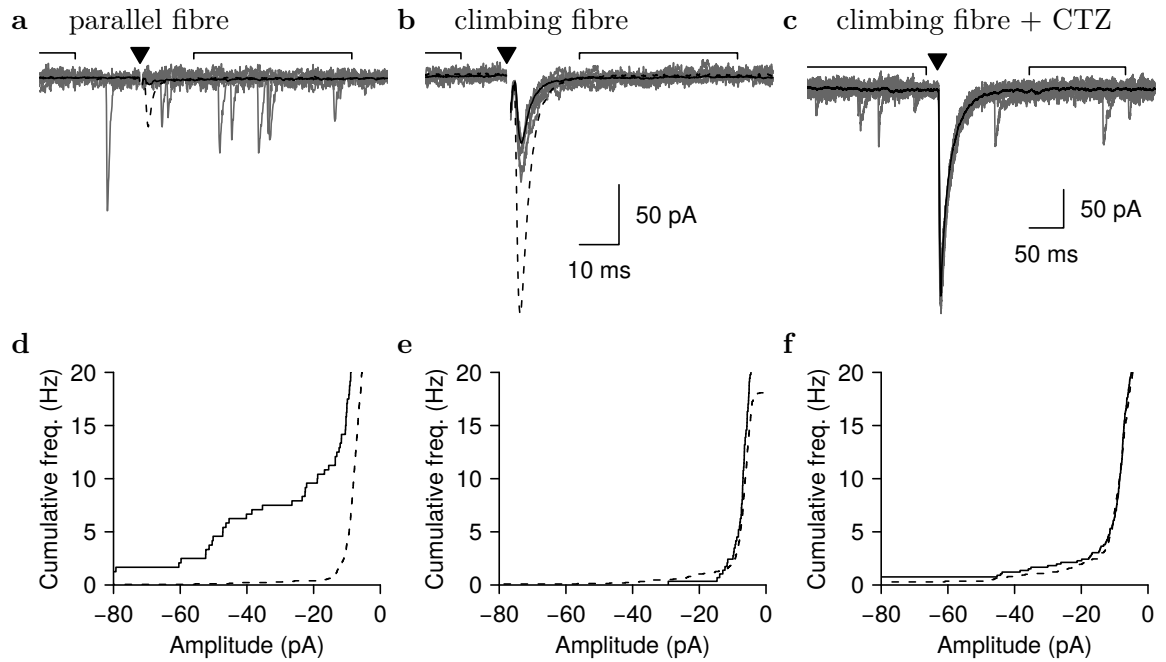 a parallel fibre
b climbing fibre
c climbing fibre + CTZ
50 pA
10 ms
50 pA
50 ms
d
Cumulative freq. (Hz)
20
15
10
5
0
−80 −60 −40 −20 0
Amplitude (pA)
e
Cumulative freq. (Hz)
20
15
10
5
0
−80 −60 −40 −20 0
Amplitude (pA)
f
Cumulative freq. (Hz)
20
15
10
5
0
−80 −60 −40 −20 0
Amplitude (pA)